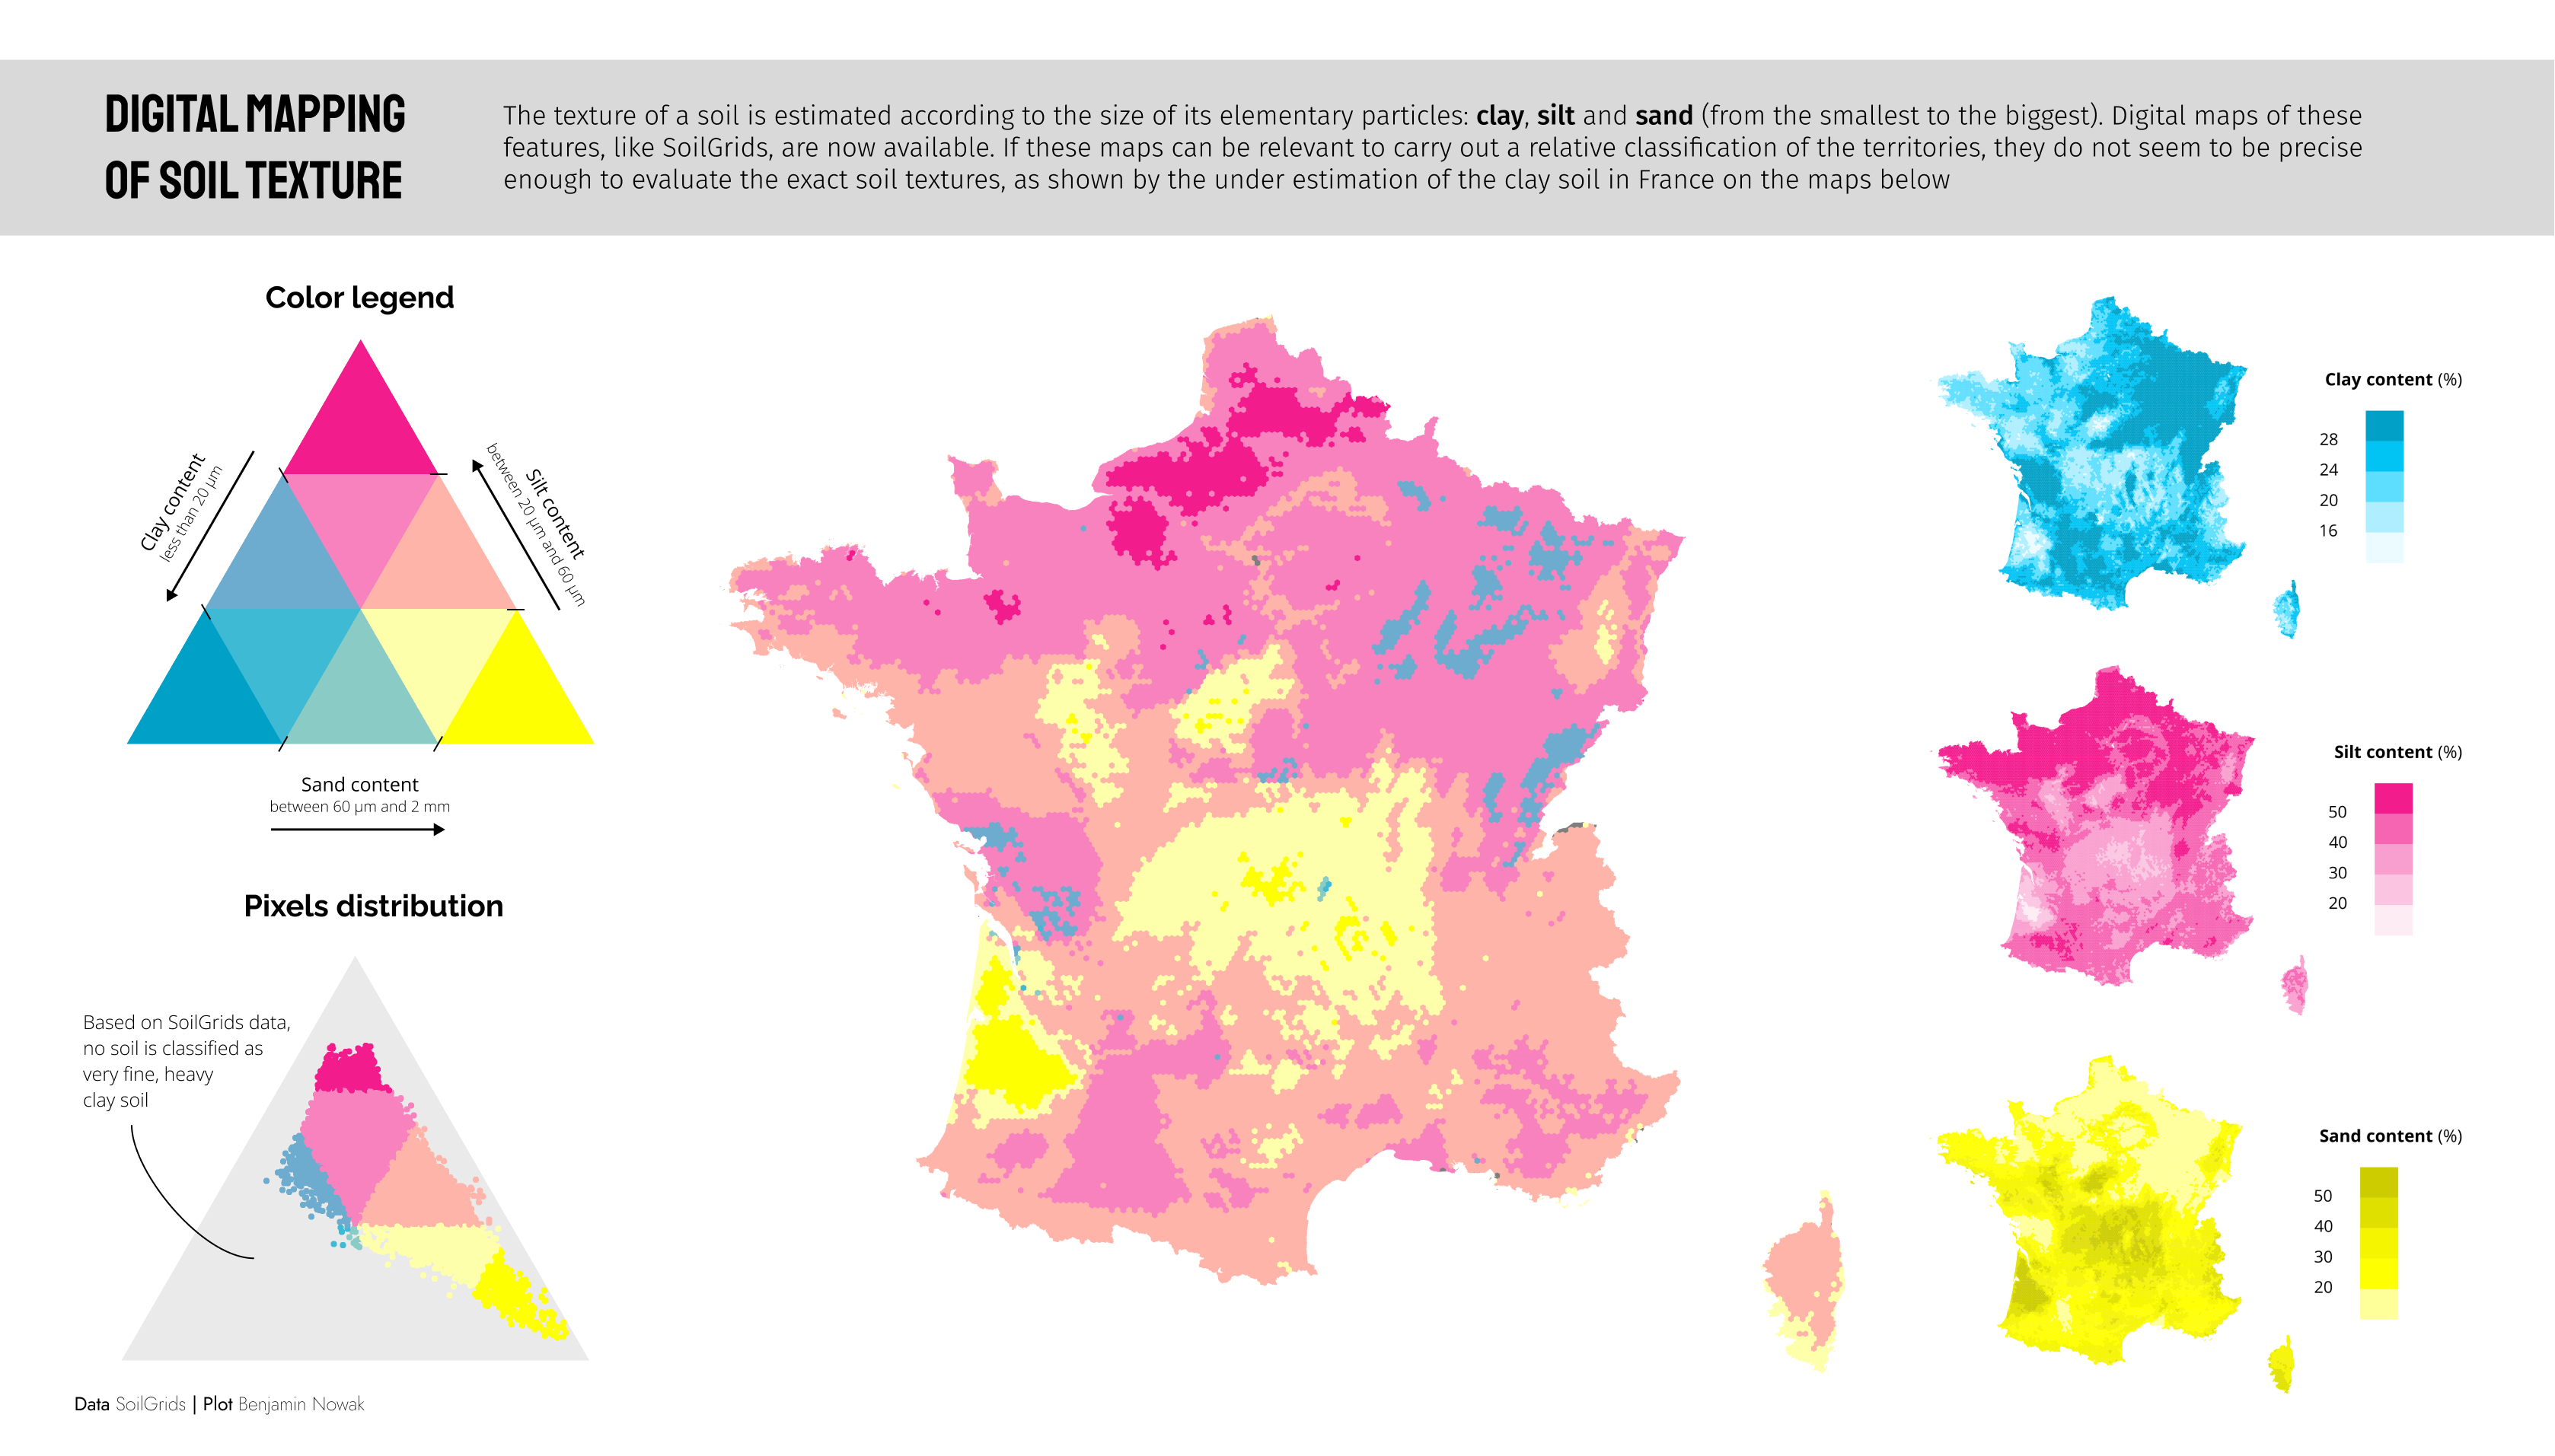 DIGITAL MAPPING
OF SOIL TEXTURE
The texture of a soil is estimated according to the size of its elementary particles: clay, silt and sand (from the smallest to the biggest). Digital maps of these
features, like SoilGrids, are now available. If these maps can be relevant to carry out a relative classification of the territories, they do not seem to be precise
enough to evaluate the exact soil textures, as shown by the under estimation of the clay soil in France on the maps below
Color legend
Clay content
less than 20 µm
Silt content
between 20 µm and 60 µm
Sand content
between 60 µm and 2 mm
Pixels distribution
Based on SoilGrids data,
no soil is classified as
very fine, heavy
clay soil
Clay content (%)
28
24
20
16
Silt content (%)
50
40
30
20
Sand content (%)
50
40
30
20
Data SoilGrids | Plot Benjamin Nowak